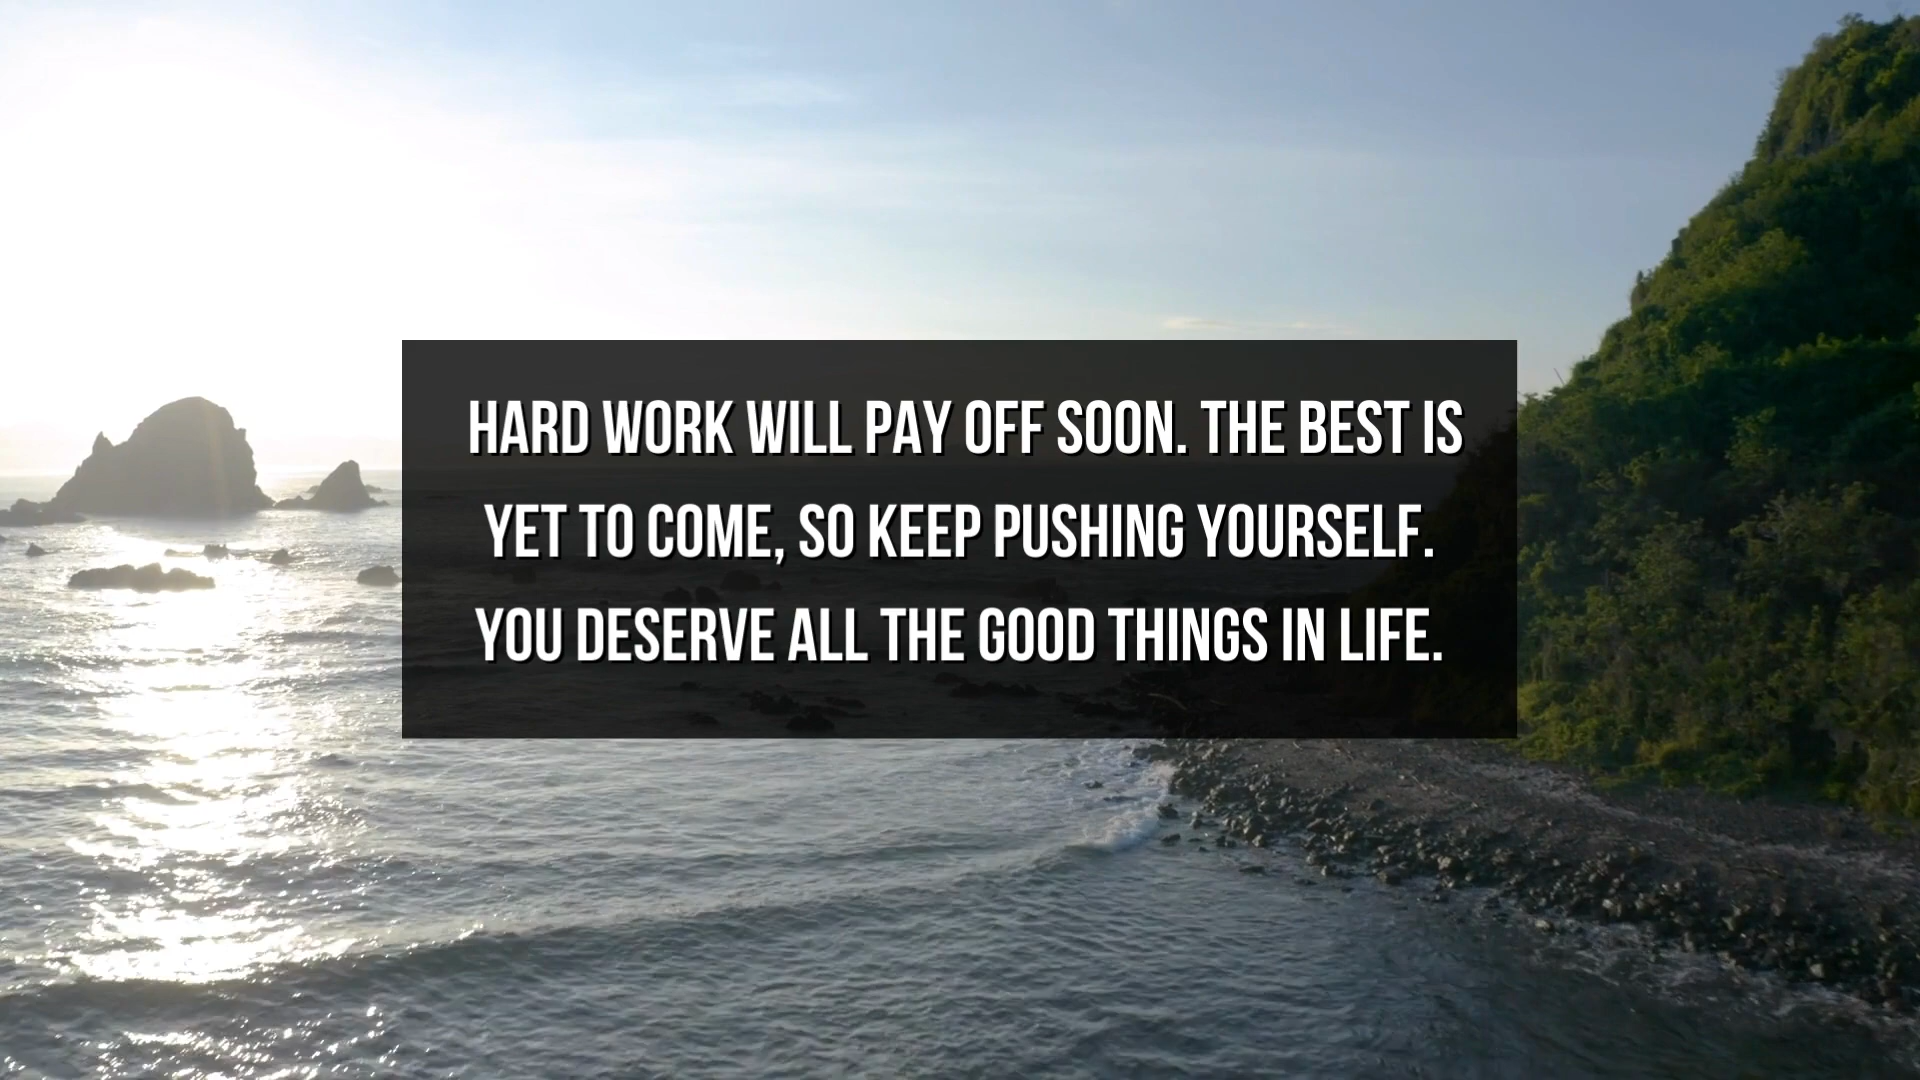 HARD WORK WILL PAY OFF SOON. THE BEST IS
YET TO COME, SO KEEP PUSHING YOURSELF.
YOU DESERVE ALL THE GOOD THINGS IN LIFE.